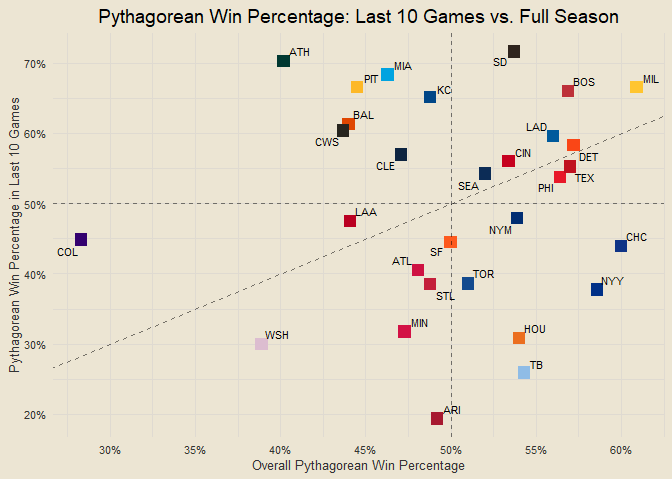 Pythagorean Win Percentage: Last 10 Games vs. Full Season
Pythagorean Win Percentage in Last 10 Games
70%
60%
50%
40%
30%
20%
ATH
SD
MIA
PIT
BOS
MIL
KC
BAL
CWS
LAD
CLE
CIN
DET
SEA
PHI
TEX
LAA
NYM
COL
SF
CHC
ATL
TOR
STL
NYY
MIN
WSH
HOU
TB
ARI
30%
40%
45%
50%
55%
60%
Overall Pythagorean Win Percentage